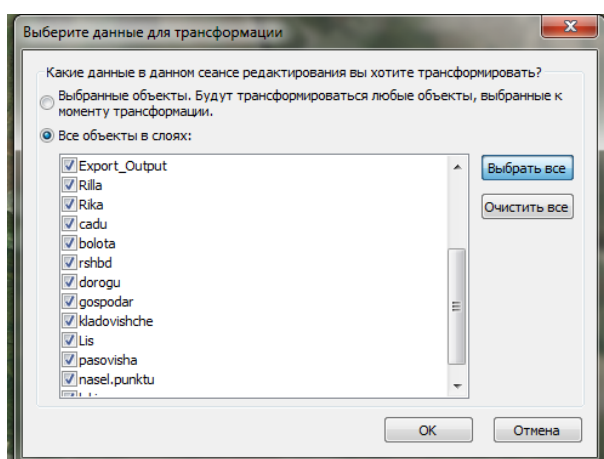 Выберите данные для трансформации
Какие данные в данном сеансе редактирования вы хотите трансформировать?
Выбранные объекты. Будут трансформироваться любые объекты, выбранные к
моменту трансформации.
Все объекты в слоях:
Export_Output
Rilla
Rika
cadu
bolota
rshbd
dorogu
gospodar
kladovishche
Lis
pasovisha
nasel.punktu
Выбрать все
Очистить все
OK
Отмена